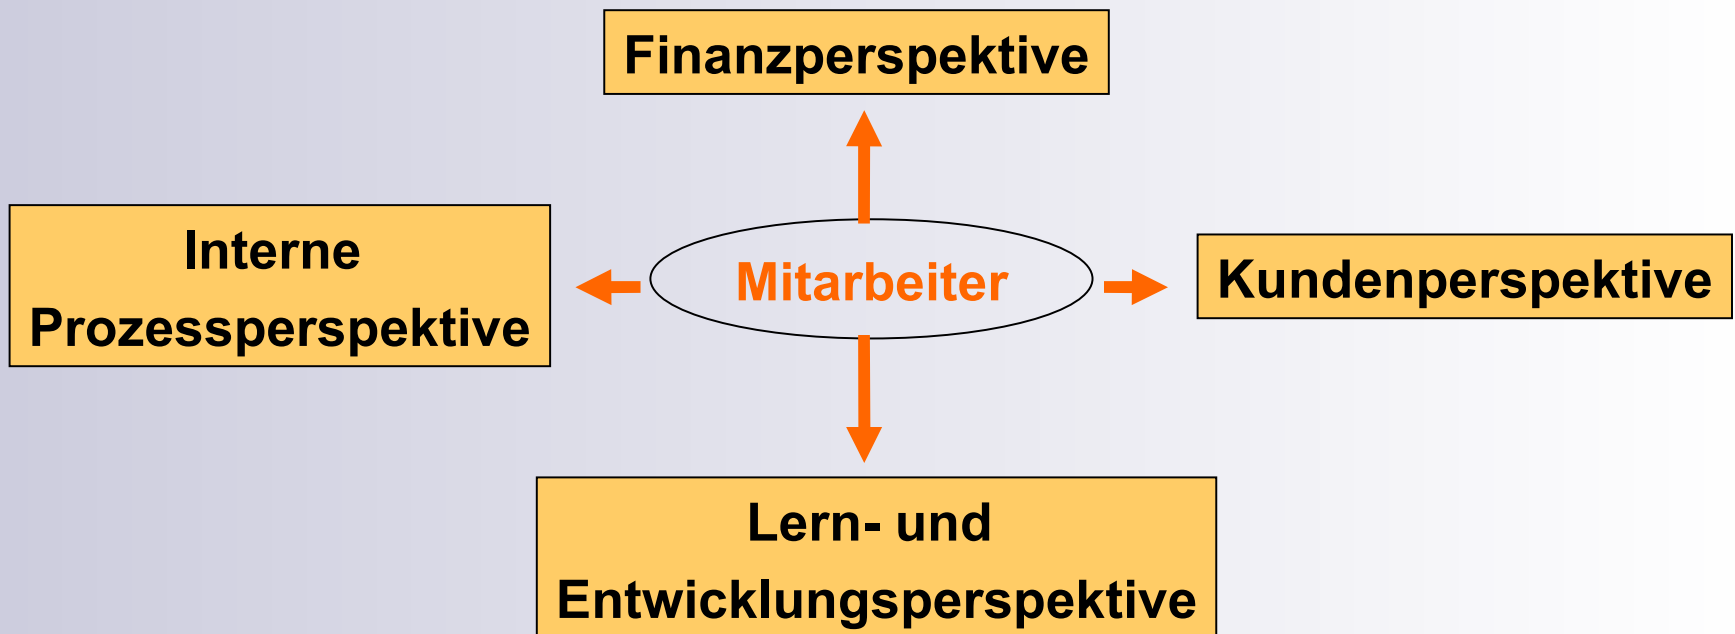 Finanzperspektive
Interne
Prozessperspektive
Mitarbeiter
Kundenperspektive
Lern- und
Entwicklungsperspektive